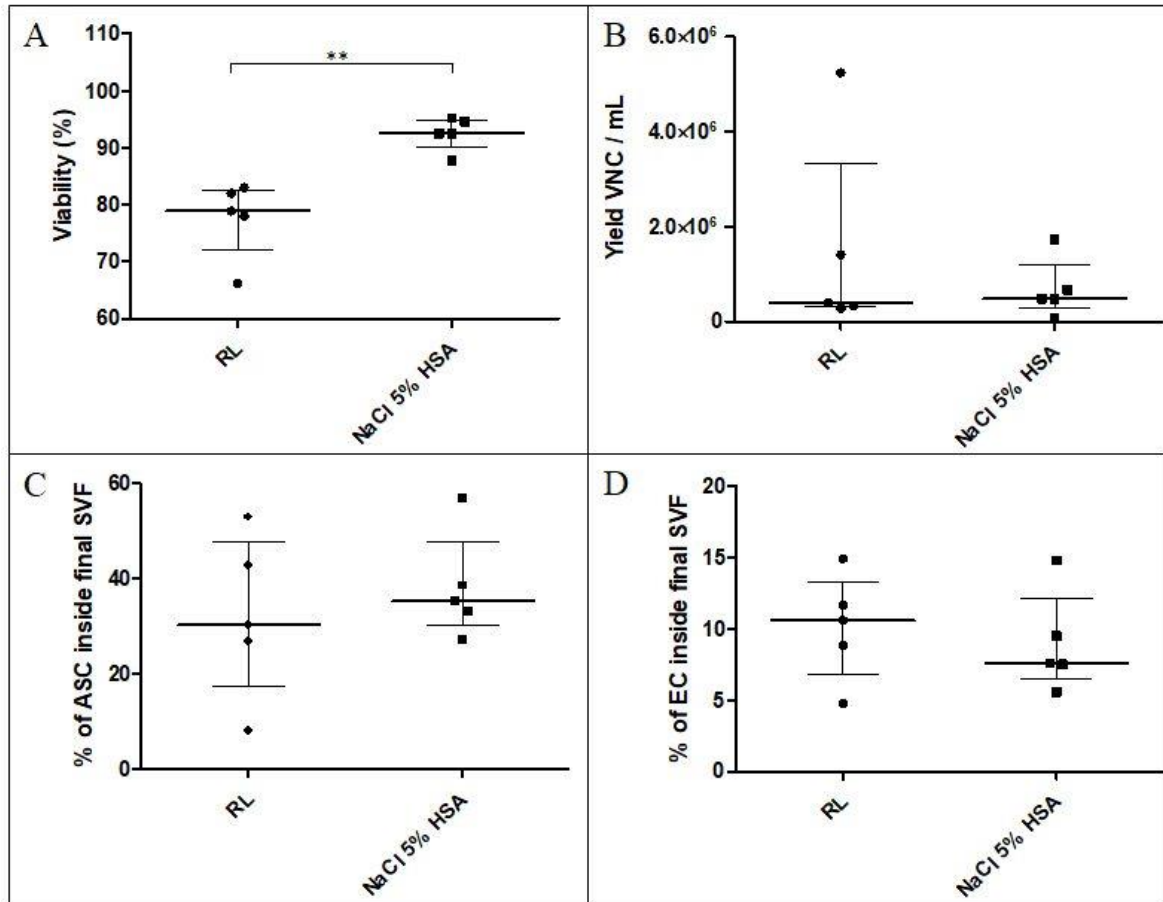 A
Viability (%)
110
100
90
80
70
60
**
RL
NaCl 5% HSA
B
Yield VNC / mL
6.0×10⁶
4.0×10⁶
2.0×10⁶
0
RL
NaCl 5% HSA
C
% of ASC inside final SVF
60
40
20
0
RL
NaCl 5% HSA
D
% of EC inside final SVF
20
15
10
5
0
RL
NaCl 5% HSA